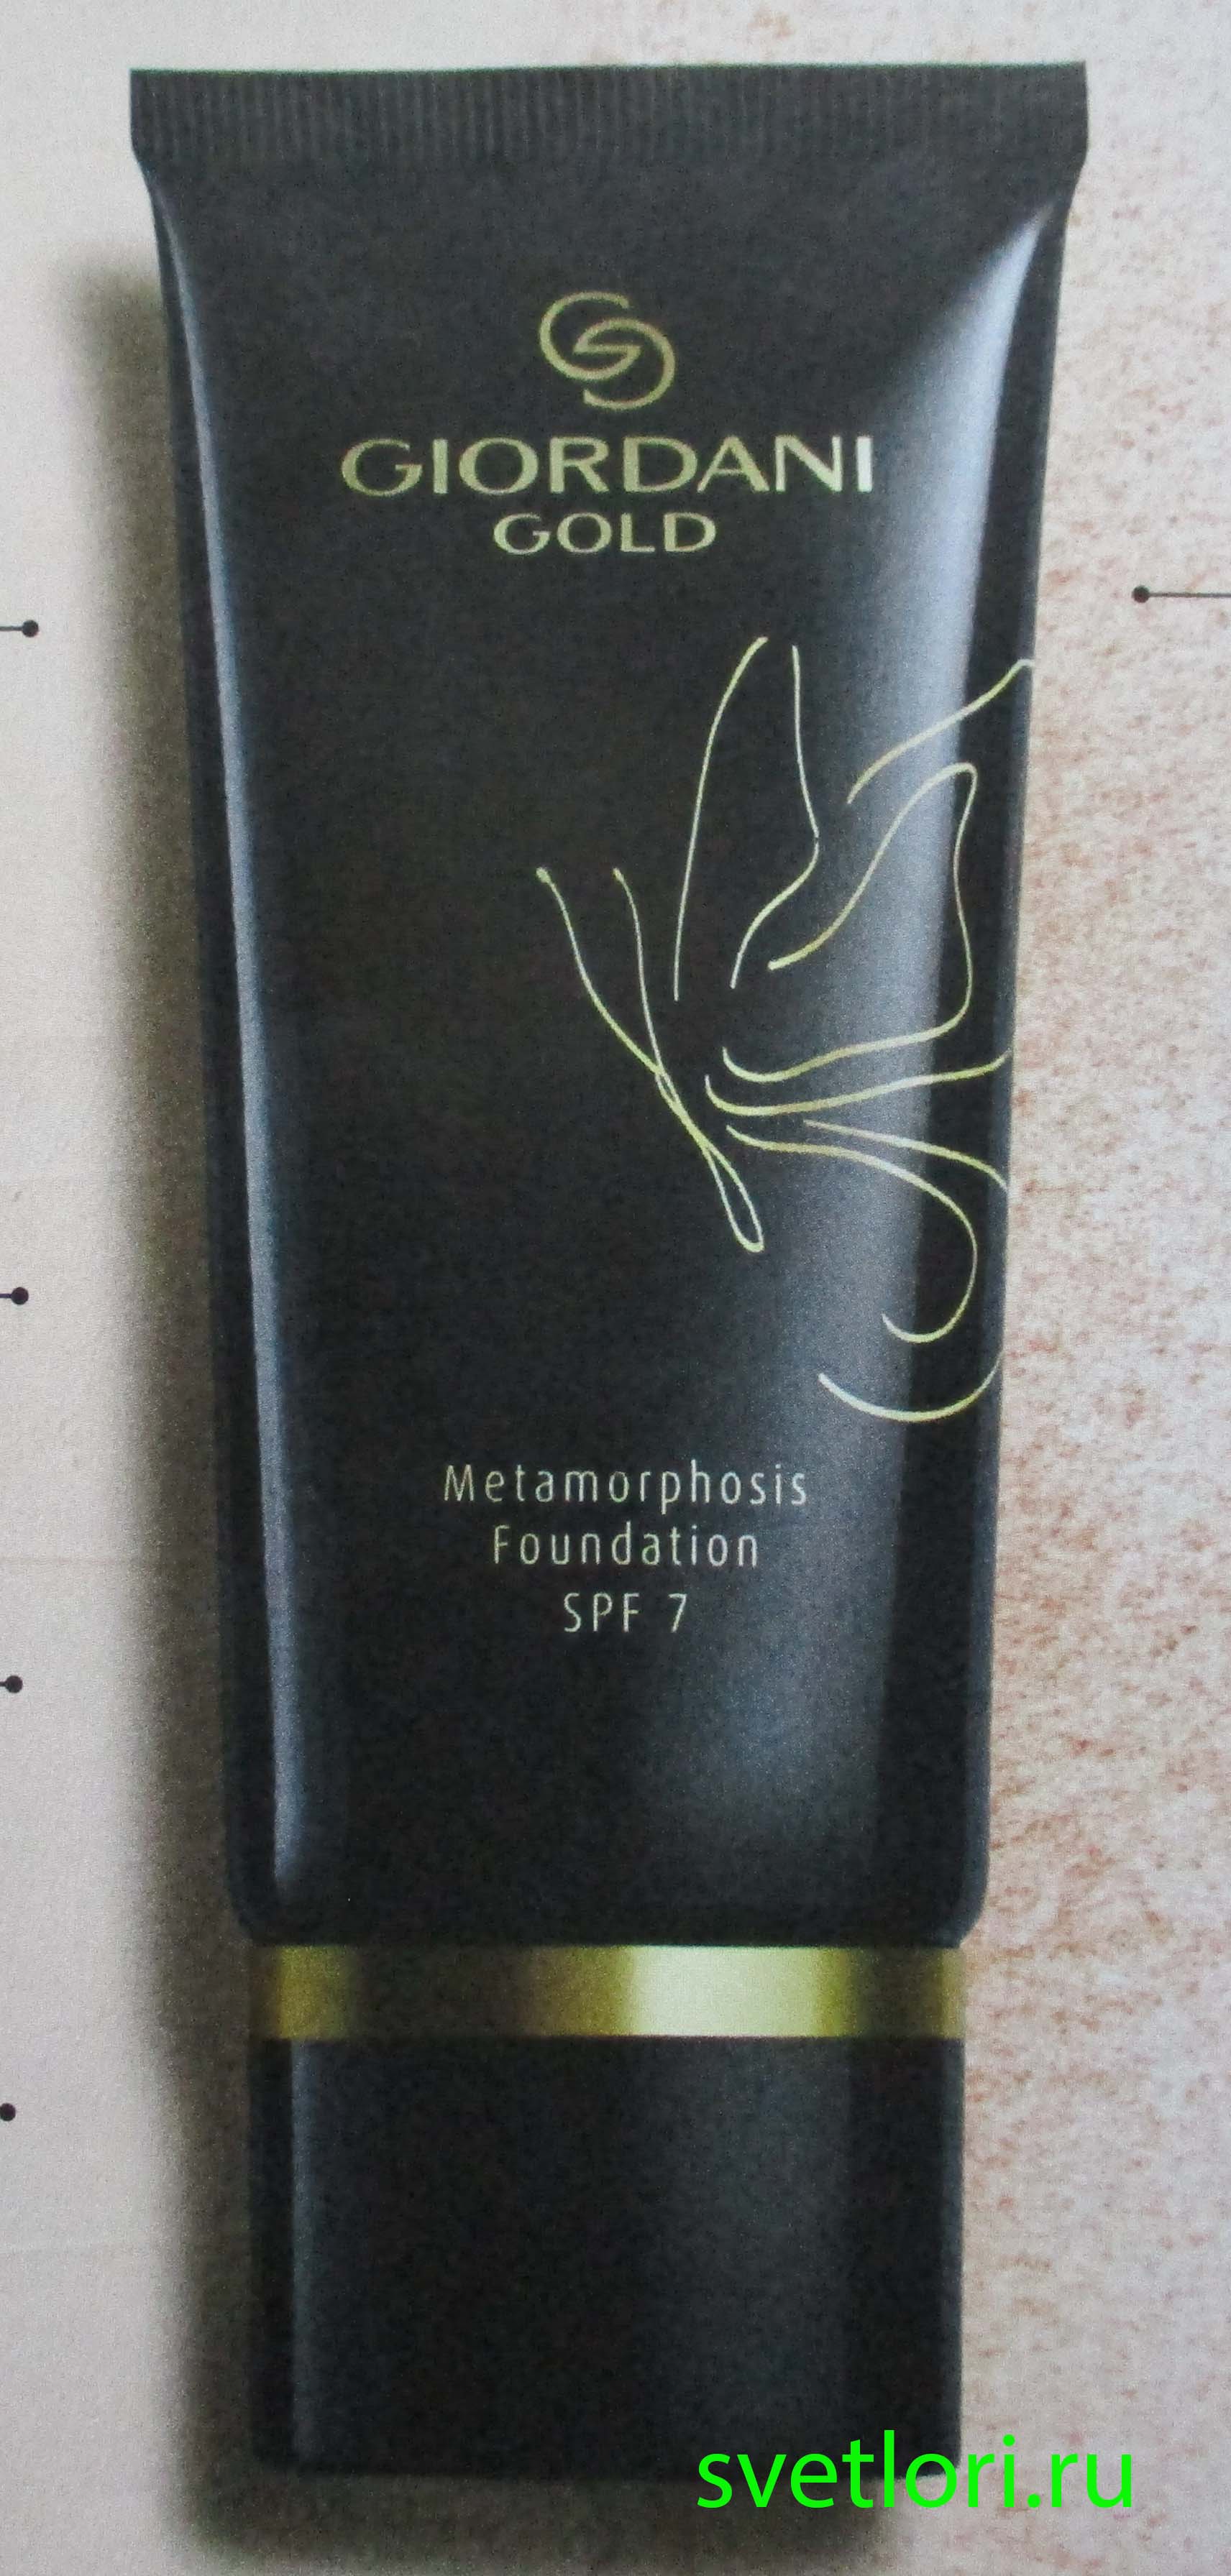 GIORDANI
GOLD
Metamorphosis
Foundation
SPF 7
svetlori.ru